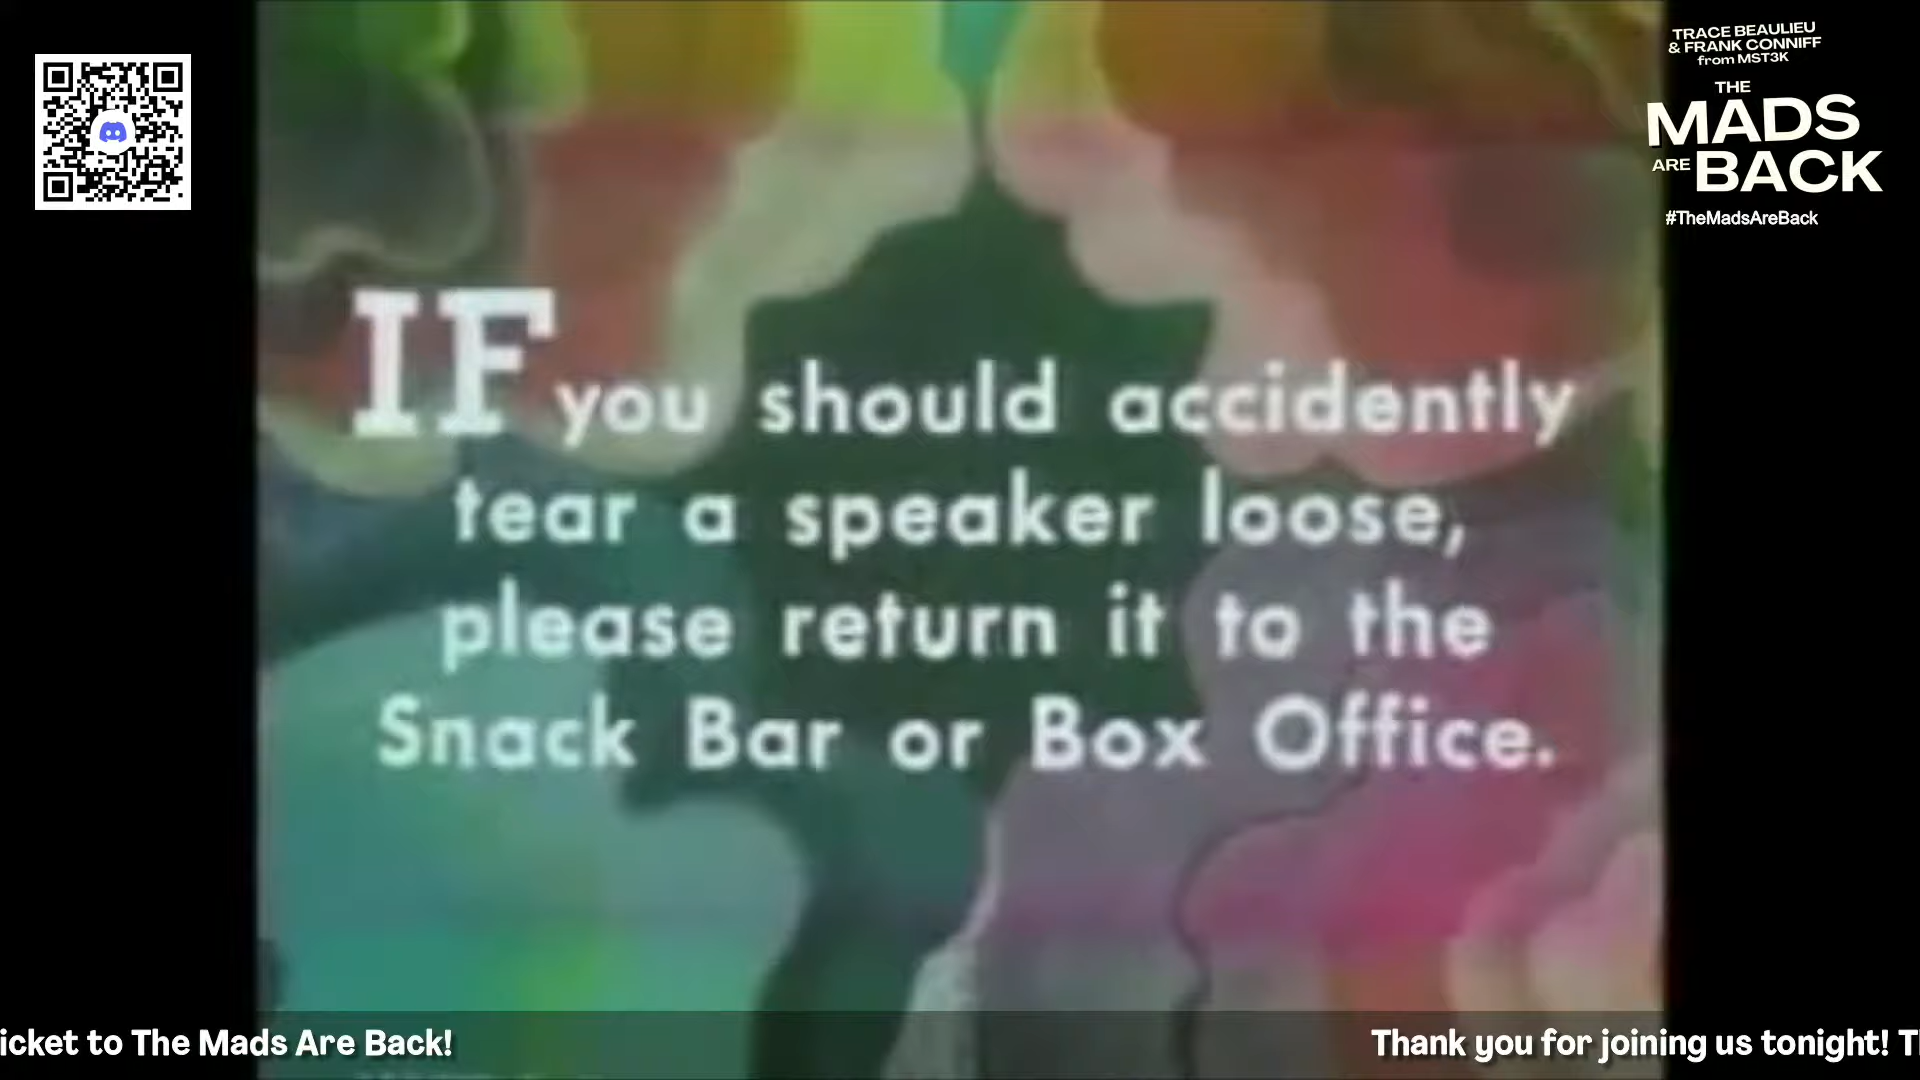 TRACE BEAULIEU
& FRANK CONNIFF
from MST3K
THE
MADS
ARE BACK
#TheMadsAreBack
IF you should accidently
tear a speaker loose,
please return it to the
Snack Bar or Box Office.
icket to The Mads Are Back!
Thank you for joining us tonight! T